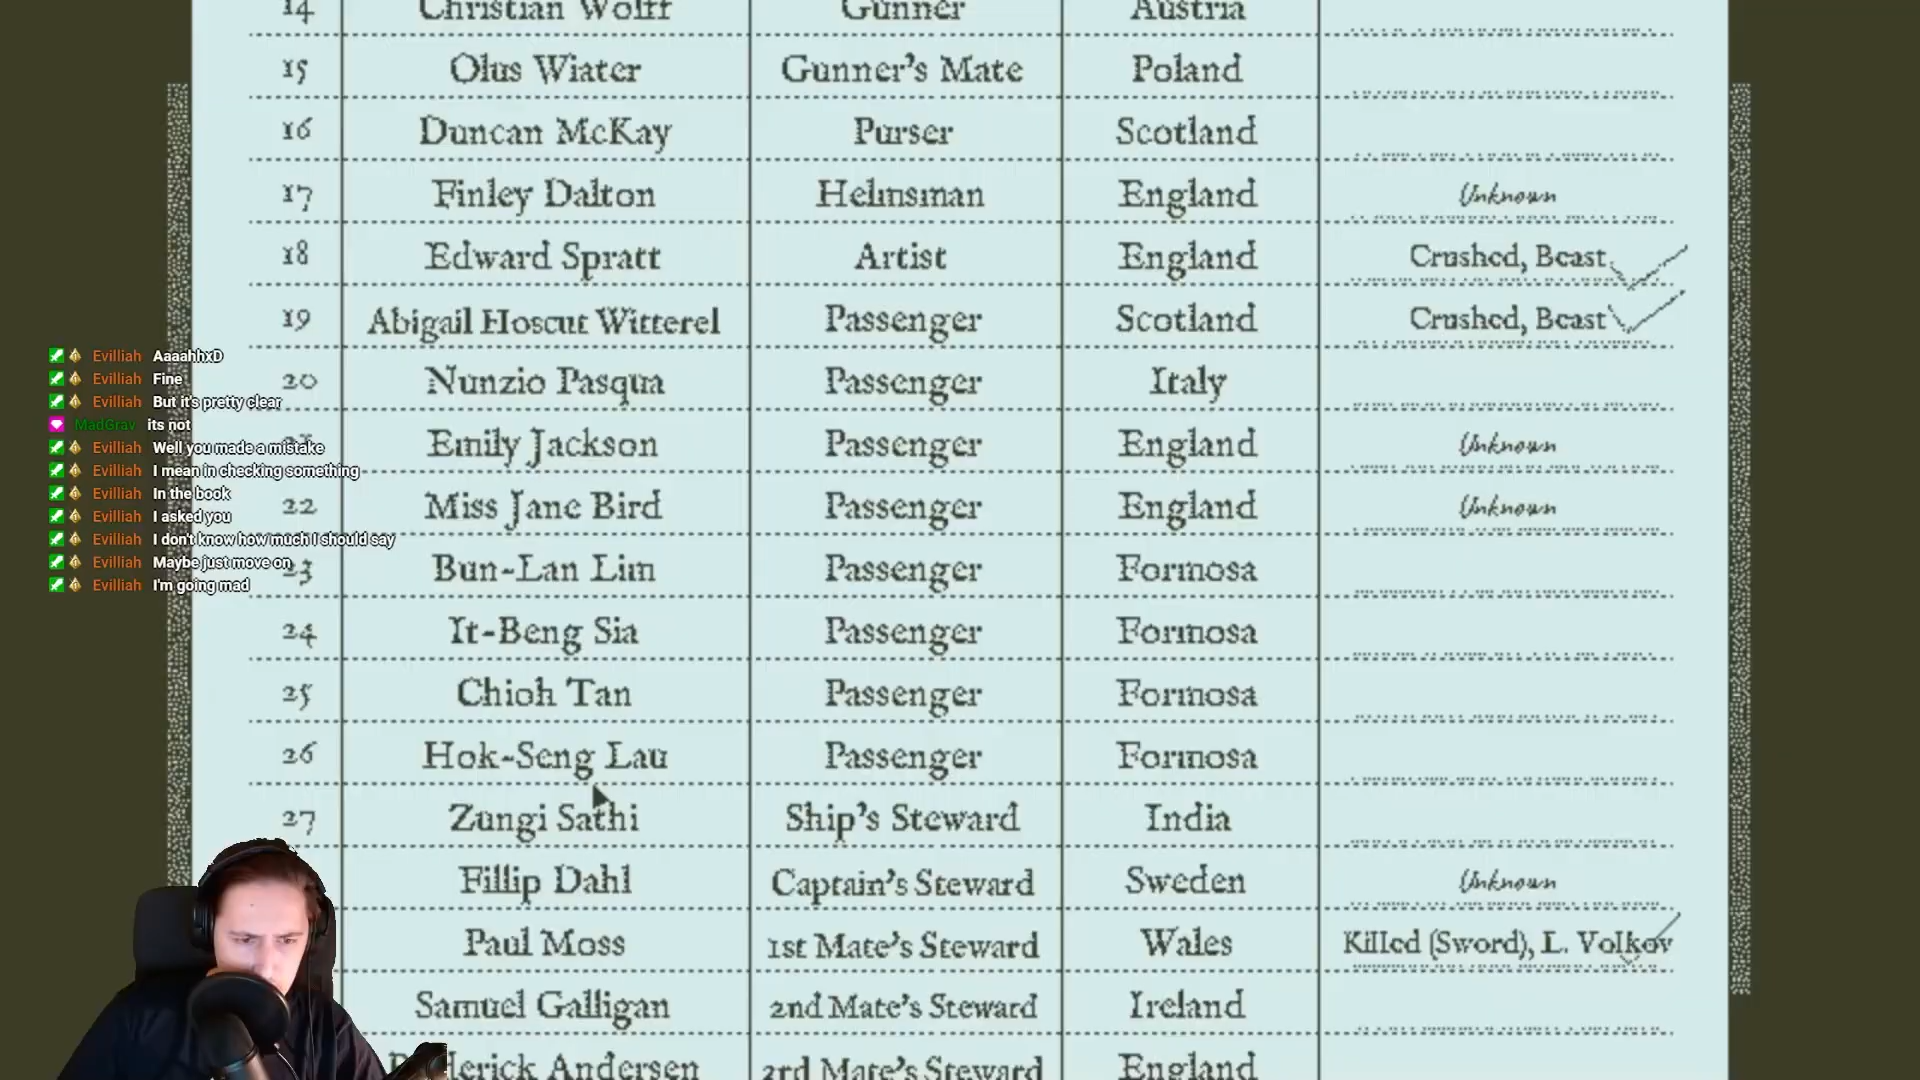 14 Christian Wolff Gunner Austria
15 Olus Wiater Gunner's Mate Poland
16 Duncan McKay Purser Scotland
17 Finley Dalton Helmsman England Unknown
18 Edward Spratt Artist England Crushed, Beast
19 Abigail Hoscut Witterel Passenger Scotland Crushed, Beast
20 Nunzio Pasqua Passenger Italy
Emily Jackson Passenger England Unknown
22 Miss Jane Bird Passenger England Unknown
23 Bun-Lan Lim Passenger Formosa
24 It-Beng Sia Passenger Formosa
25 Chioh Tan Passenger Formosa
26 Hok-Seng Lau Passenger Formosa
27 Zungi Sathi Ship's Steward India
Fillip Dahl Captain's Steward Sweden Unknown
Paul Moss 1st Mate's Steward Wales Killed (Sword), L. Volkov
Samuel Galligan 2nd Mate's Steward Ireland
Andersen 3rd Mate's Steward England
Evilliah AaaahhxD
Evilliah Fine
Evilliah But it's pretty clear
MadGrav its not
Evilliah Well you made a mistake
Evilliah I mean in checking something
Evilliah In the book
Evilliah I asked you
Evilliah I don't know how much I should say
Evilliah Maybe just move on
Evilliah I'm going mad